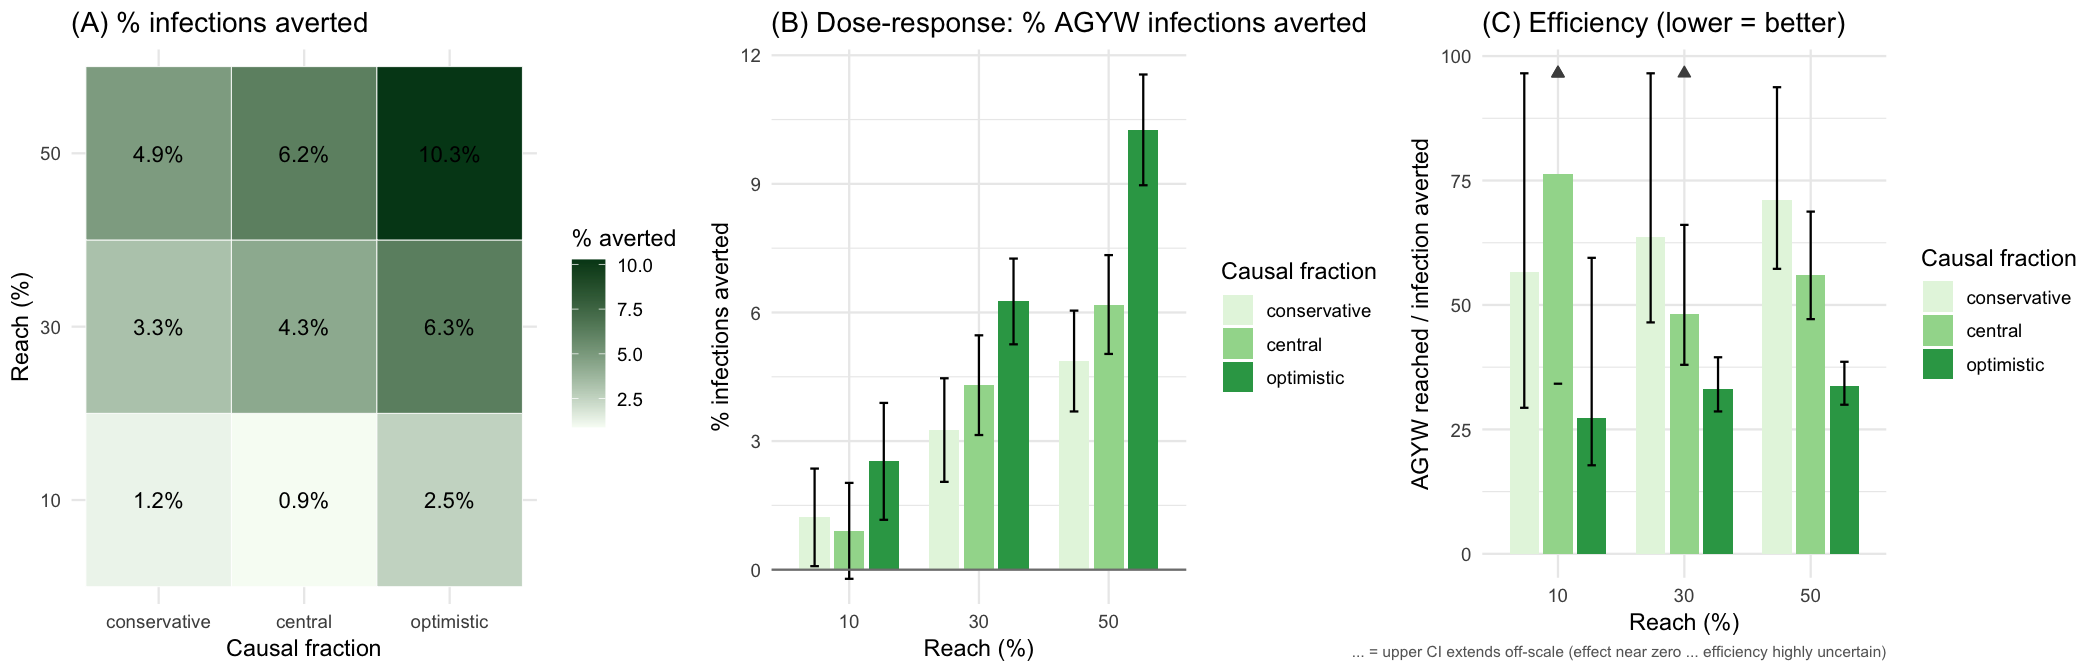 (A) % infections averted
50
30
10
Reach (%)
4.9%
6.2%
10.3%
3.3%
4.3%
6.3%
1.2%
0.9%
2.5%
conservative
central
optimistic
Causal fraction
% averted
10.0
7.5
5.0
2.5
(B) Dose-response: % AGYW infections averted
12
9
6
3
0
% infections averted
10
30
50
Reach (%)
Causal fraction
conservative
central
optimistic
(C) Efficiency (lower = better)
100
75
50
25
0
AGYW reached / infection averted
10
30
50
Reach (%)
Causal fraction
conservative
central
optimistic
... = upper CI extends off-scale (effect near zero ... efficiency highly uncertain)